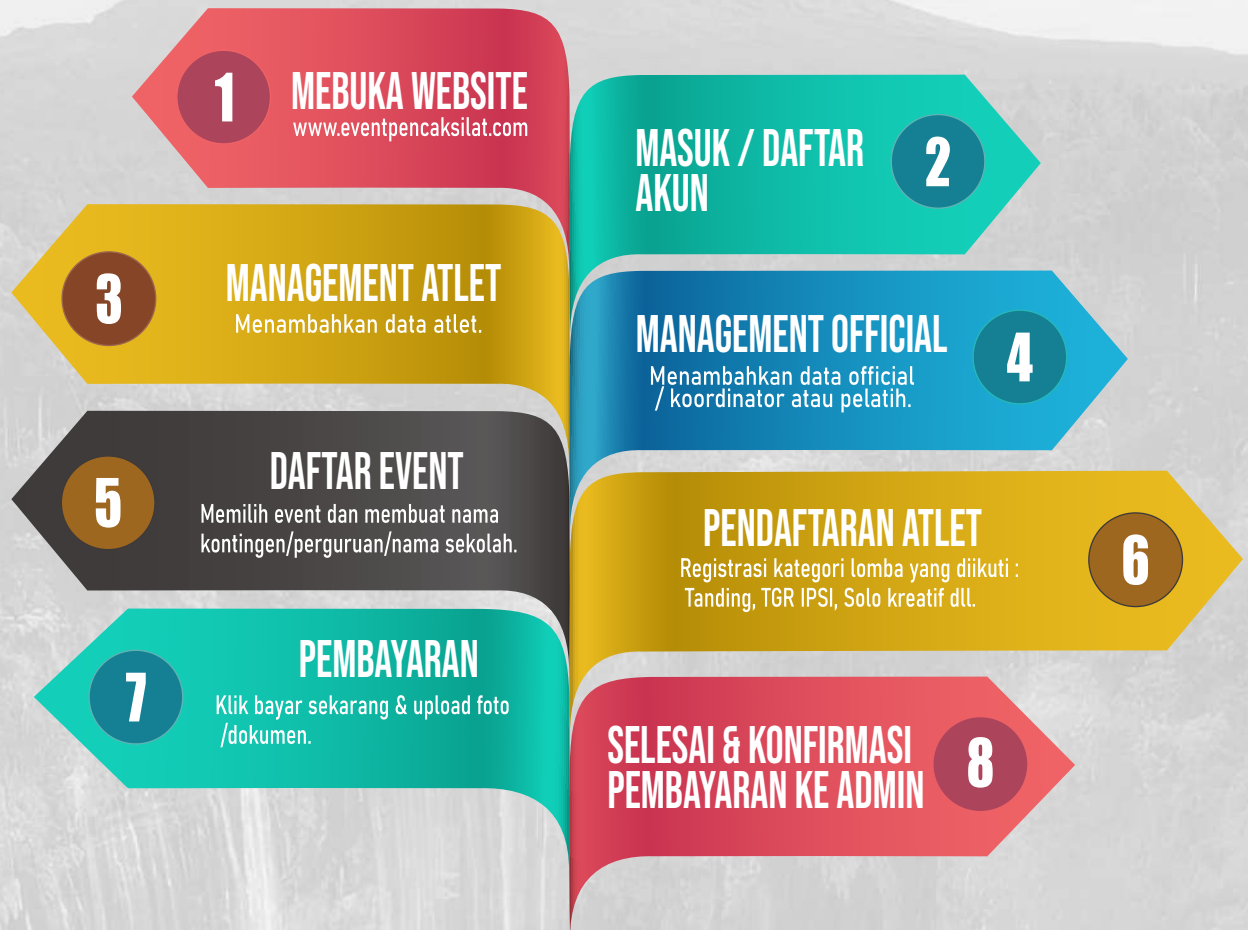 1
MEBUKA WEBSITE
www.eventpencaksilat.com
2
MASUK / DAFTAR
AKUN
3
MANAGEMENT ATLET
Menambahkan data atlet.
4
MANAGEMENT OFFICIAL
Menambahkan data official
/ koordinator atau pelatih.
5
DAFTAR EVENT
Memilih event dan membuat nama
kontingen/perguruan/nama sekolah.
6
PENDAFTARAN ATLET
Registrasi kategori lomba yang diikuti :
Tanding, TGR IPSI, Solo kreatif dll.
7
PEMBAYARAN
Klik bayar sekarang & upload foto
/dokumen.
8
SELESAI & KONFIRMASI
PEMBAYARAN KE ADMIN